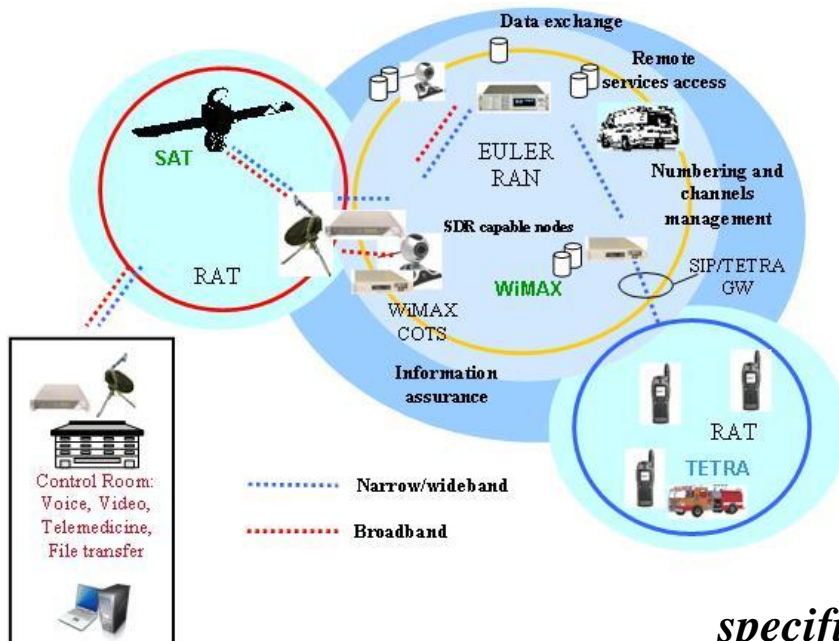 Data exchange
Remote
services access
SAT
EULER
RAN
Numbering and
channels
management
SDR capable nodes
RAT
WiMAX
SIP/TETRA
GW
WiMAX
COTS
Information
assurance
RAT
TETRA
Control Room:
Voice, Video,
Telemedicine,
File transfer
Narrow/wideband
Broadband